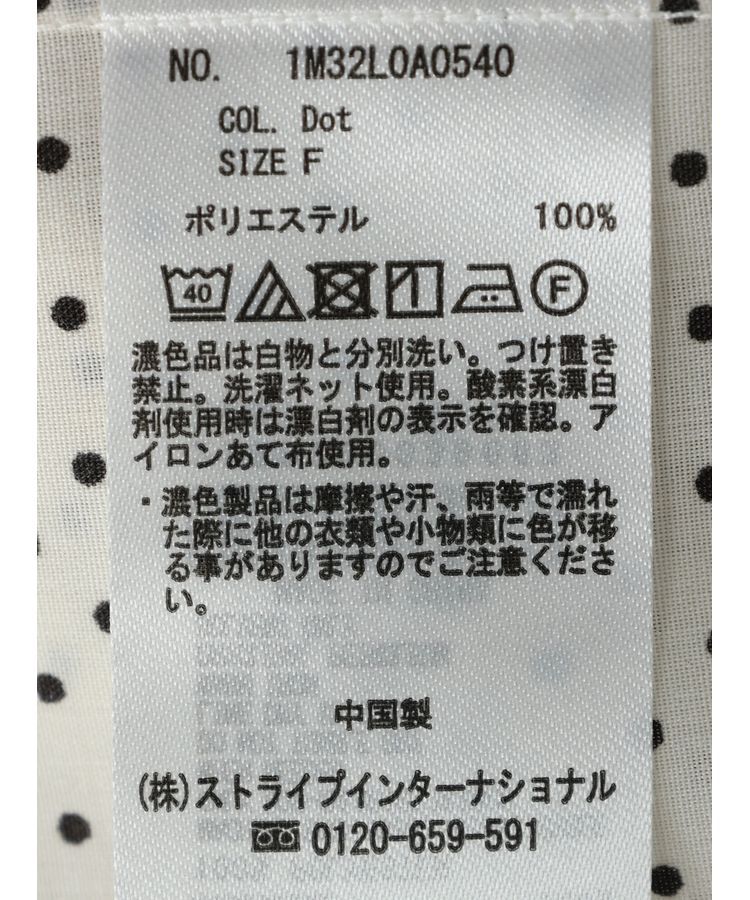 NO. 1M32L0A0540
COL. Dot
SIZE F
ポリエステル 100%
40 F
濃色品は白物と分別洗い。つけ置き
禁止。洗濯ネット使用。酸素系漂白
剤使用時は漂白剤の表示を確認。ア
イロンあて布使用。
・濃色製品は摩擦や汗、雨等で濡れ
た際に他の衣類や小物類に色が移
る事がありますのでご注意くださ
い。
中国製
(株)ストライプインターナショナル
0120-659-591